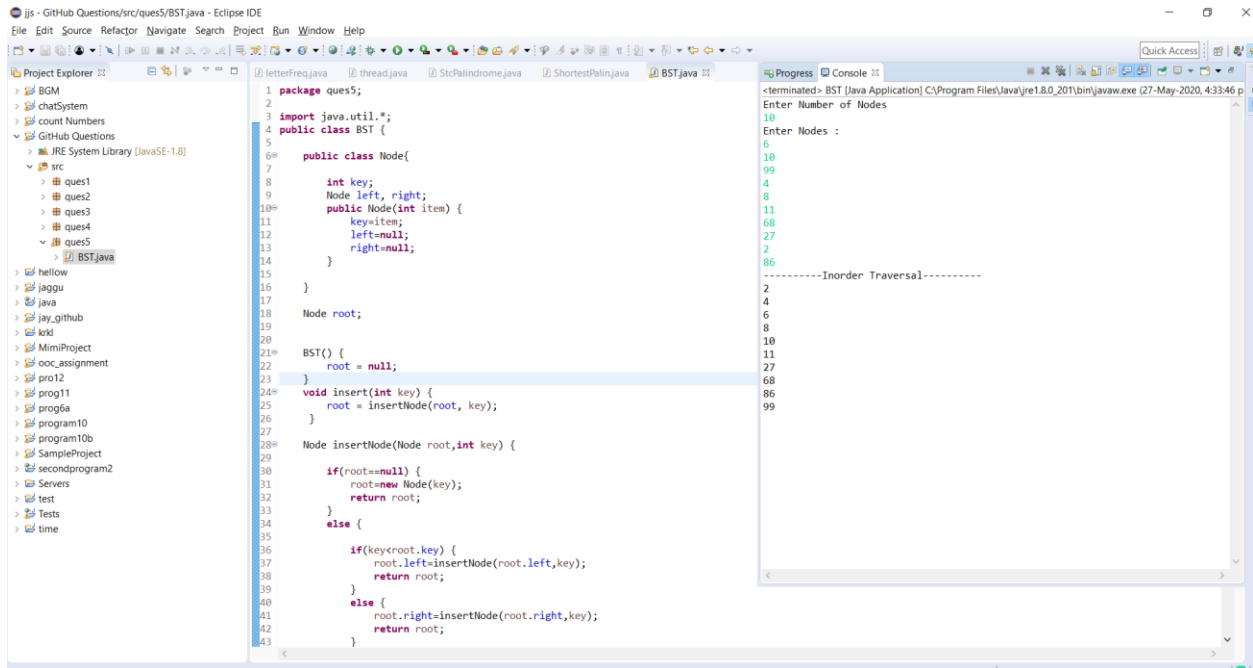 jjs - GitHub Questions/src/ques5/BST.java - Eclipse IDE
File Edit Source Refactor Navigate Search Project Run Window Help
Quick Access
Project Explorer
BGM
chatSystem
count Numbers
GitHub Questions
JRE System Library [JavaSE-1.8]
src
ques1
ques2
ques3
ques4
ques5
BST.java
hellow
jaggu
java
jay_github
krkl
MimiProject
ooc_assignment
pro12
prog11
prog6a
program10
program10b
SampleProject
secondprogram2
Servers
test
Tests
time
letterFreq.java thread.java StcPalindrome.java ShortestPalin.java BST.java
1 package ques5;
2
3 import java.util.*;
4 public class BST {
5
6 public class Node{
7
8 int key;
9 Node left, right;
10 public Node(int item) {
11 key=item;
12 left=null;
13 right=null;
14 }
15
16 }
17
18 Node root;
19
20
21 BST() {
22 root = null;
23 }
24 void insert(int key) {
25 root = insertNode(root, key);
26 }
27
28 Node insertNode(Node root,int key) {
29
30 if(root==null) {
31 root=new Node(key);
32 return root;
33 }
34 else {
35
36 if(key<root.key) {
37 root.left=insertNode(root.left,key);
38 return root;
39 }
40 else {
41 root.right=insertNode(root.right,key);
42 return root;
43 }
Progress Console
<terminated> BST [Java Application] C:\Program Files\Java\jre1.8.0_201\bin\javaw.exe (27-May-2020, 4:33:46 p
Enter Number of Nodes
10
Enter Nodes :
6
10
99
4
8
11
68
27
2
86
----------Inorder Traversal----------
2
4
6
8
10
11
27
68
86
99